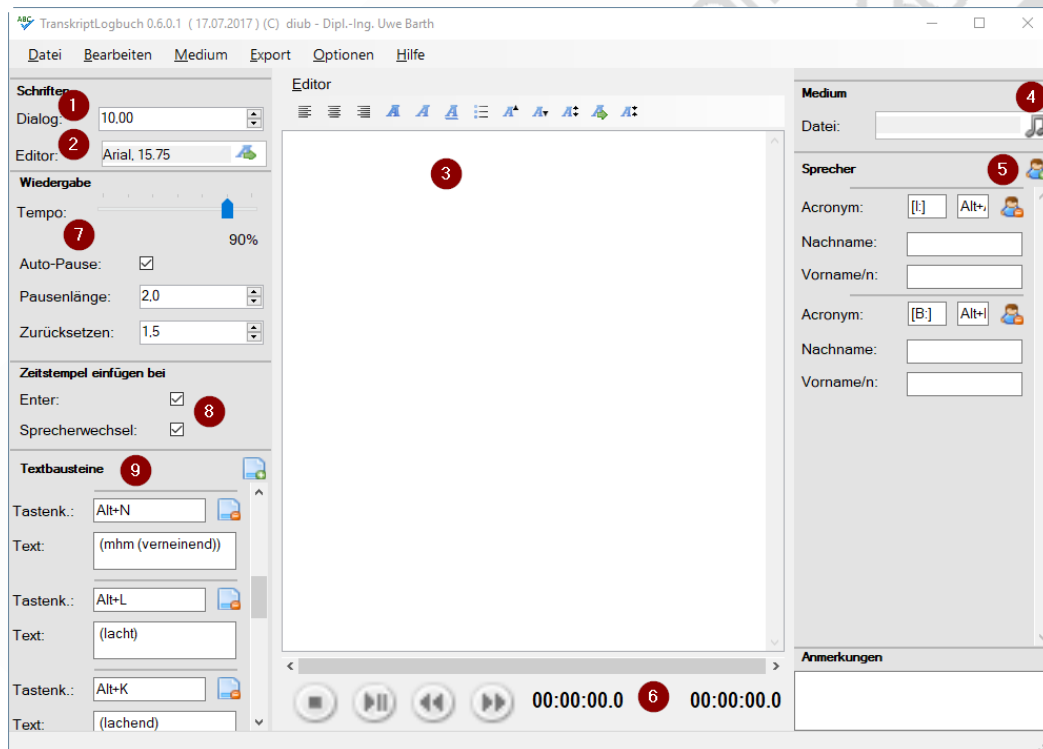 TranskriptLogbuch 0.6.0.1 ( 17.07.2017 ) (C) diub - Dipl.-Ing. Uwe Barth
Datei Bearbeiten Medium Export Optionen Hilfe
Schriften
1
Dialog: 10,00
2
Editor: Arial, 15.75
Wiedergabe
Tempo:
7
90%
Auto-Pause:
Pausenlänge: 2,0
Zurücksetzen: 1,5
Zeitstempel einfügen bei
Enter:
8
Sprecherwechsel:
Textbausteine 9
Tastenk.: Alt+N
Text: (mhm (verneinend))
Tastenk.: Alt+L
Text: (lacht)
Tastenk.: Alt+K
Text: (lachend)
Editor
3
00:00:00.0 6 00:00:00.0
Medium
4
Datei:
Sprecher 5
Acronym: [I:]
Nachname:
Vorname/n:
Acronym: [B:]
Nachname:
Vorname/n:
Anmerkungen